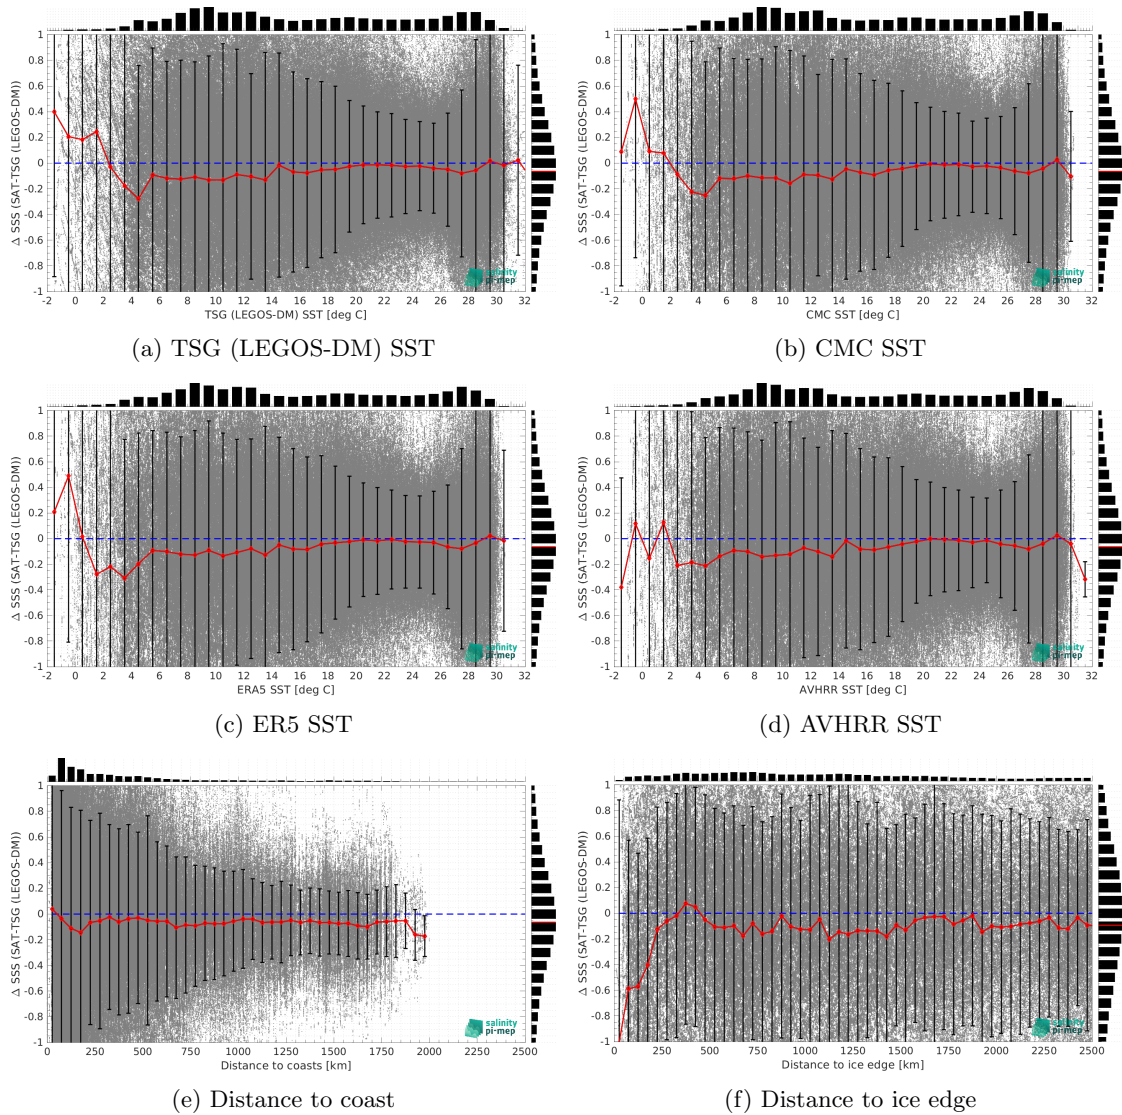 1
0.8
0.6
0.4
0.2
0
-0.2
-0.4
-0.6
-0.8
-1
Δ SSS (SAT-TSG (LEGOS-DM))
salinity
pi-mep
-2 0 2 4 6 8 10 12 14 16 18 20 22 24 26 28 30 32
TSG (LEGOS-DM) SST [deg C]
(a) TSG (LEGOS-DM) SST
1
0.8
0.6
0.4
0.2
0
-0.2
-0.4
-0.6
-0.8
-1
Δ SSS (SAT-TSG (LEGOS-DM))
salinity
pi-mep
-2 0 2 4 6 8 10 12 14 16 18 20 22 24 26 28 30 32
CMC SST [deg C]
(b) CMC SST
1
0.8
0.6
0.4
0.2
0
-0.2
-0.4
-0.6
-0.8
-1
Δ SSS (SAT-TSG (LEGOS-DM))
salinity
pi-mep
-2 0 2 4 6 8 10 12 14 16 18 20 22 24 26 28 30 32
ERA5 SST [deg C]
(c) ER5 SST
1
0.8
0.6
0.4
0.2
0
-0.2
-0.4
-0.6
-0.8
-1
Δ SSS (SAT-TSG (LEGOS-DM))
salinity
pi-mep
-2 0 2 4 6 8 10 12 14 16 18 20 22 24 26 28 30 32
AVHRR SST [deg C]
(d) AVHRR SST
1
0.8
0.6
0.4
0.2
0
-0.2
-0.4
-0.6
-0.8
-1
Δ SSS (SAT-TSG (LEGOS-DM))
salinity
pi-mep
0 250 500 750 1000 1250 1500 1750 2000 2250 2500
Distance to coasts [km]
(e) Distance to coast
1
0.8
0.6
0.4
0.2
0
-0.2
-0.4
-0.6
-0.8
-1
Δ SSS (SAT-TSG (LEGOS-DM))
salinity
pi-mep
0 250 500 750 1000 1250 1500 1750 2000 2250 2500
Distance to ice edge [km]
(f) Distance to ice edge